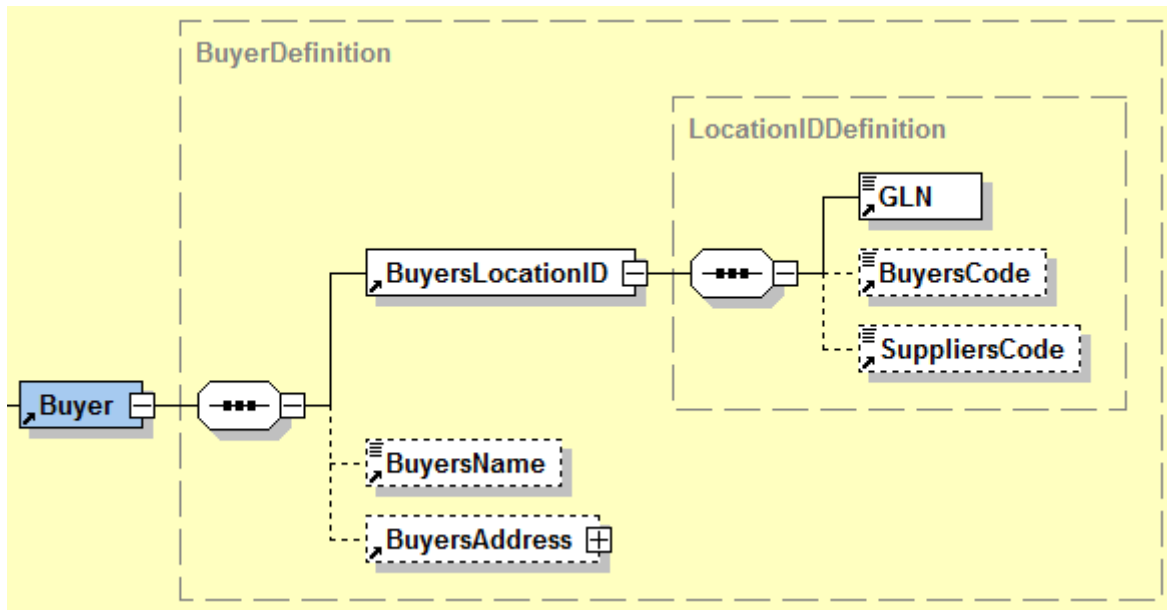 BuyerDefinition
LocationIDDefinition
GLN
BuyersLocationID
BuyersCode
SuppliersCode
Buyer
BuyersName
BuyersAddress